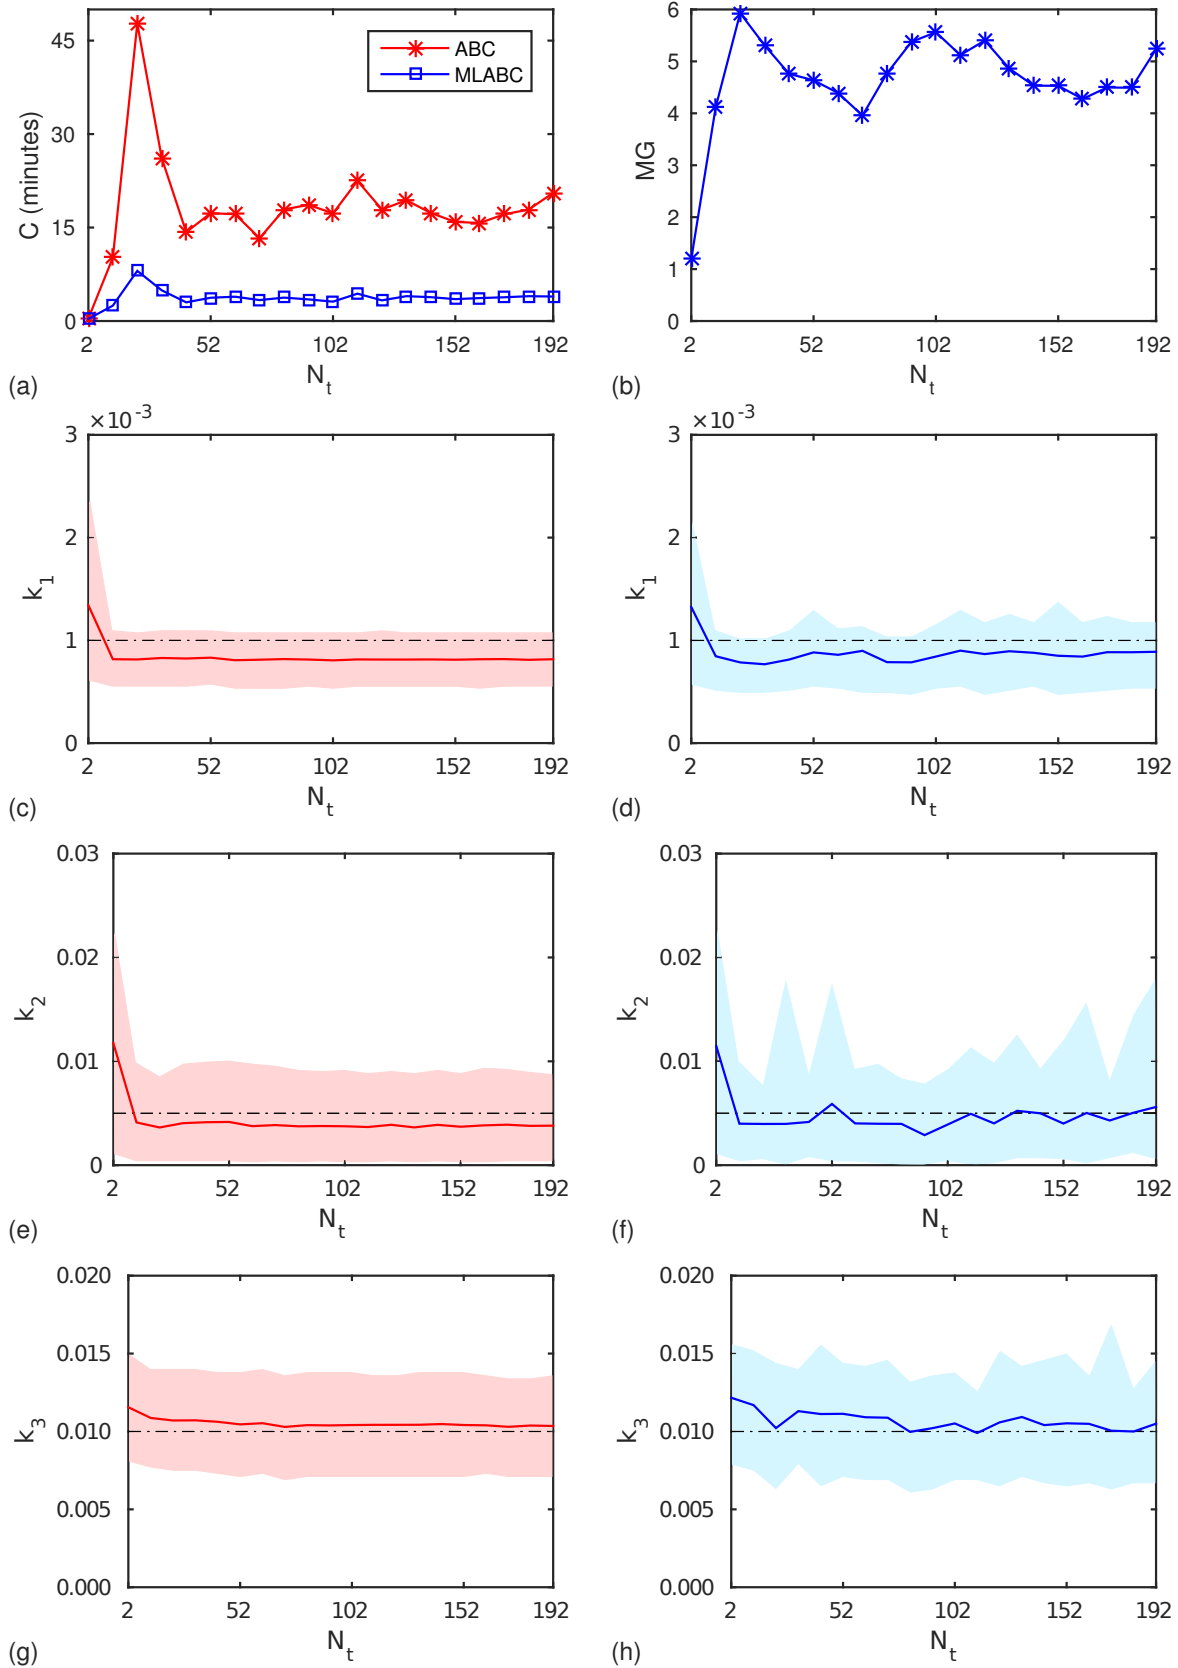 45
30
15
0
C (minutes)
ABC
MLABC
2 52 102 152 192
N_t
(a)
6
5
4
3
2
1
0
MG
2 52 102 152 192
N_t
(b)
×10^-3
3
2
1
0
k_1
2 52 102 152 192
N_t
(c)
×10^-3
3
2
1
0
k_1
2 52 102 152 192
N_t
(d)
0.03
0.02
0.01
0
k_2
2 52 102 152 192
N_t
(e)
0.03
0.02
0.01
0
k_2
2 52 102 152 192
N_t
(f)
0.020
0.015
0.010
0.005
0.000
k_3
2 52 102 152 192
N_t
(g)
0.020
0.015
0.010
0.005
0.000
k_3
2 52 102 152 192
N_t
(h)